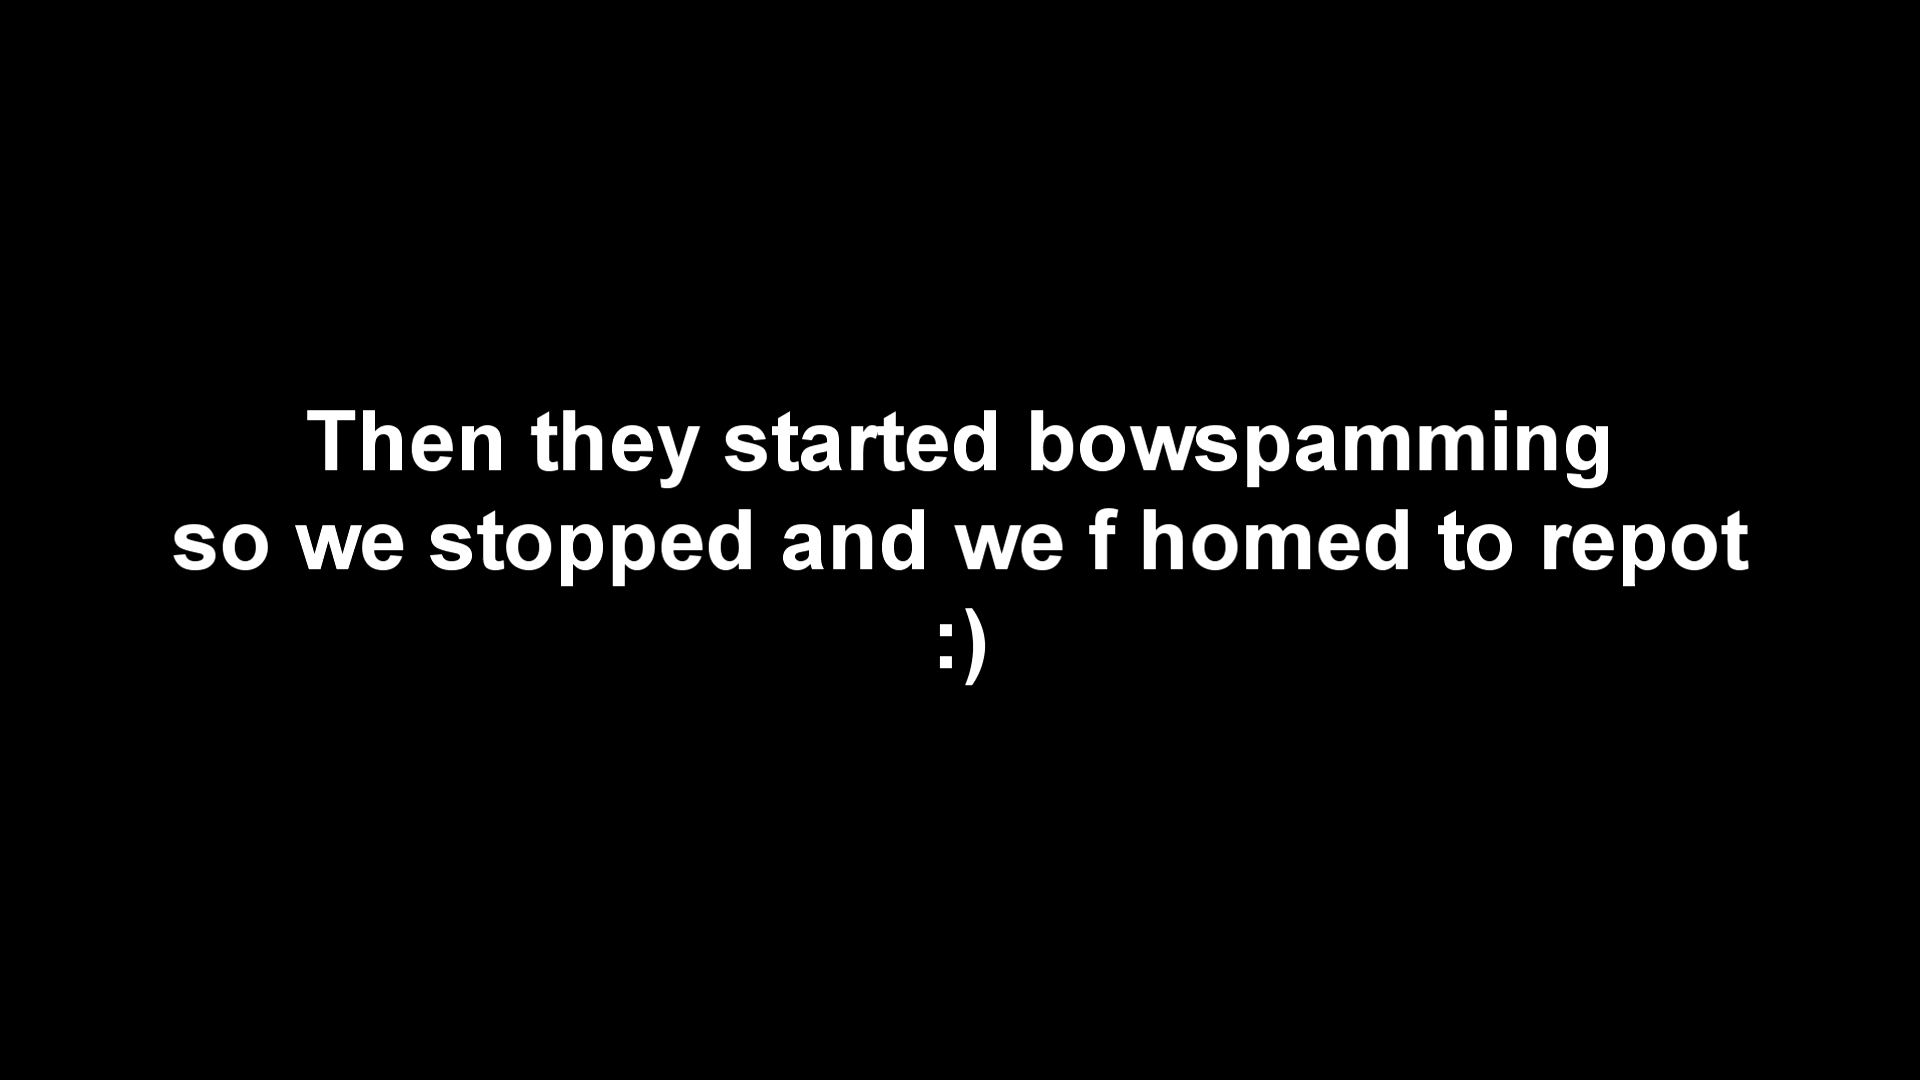 Then they started bowspamming
so we stopped and we f homed to repot
:)